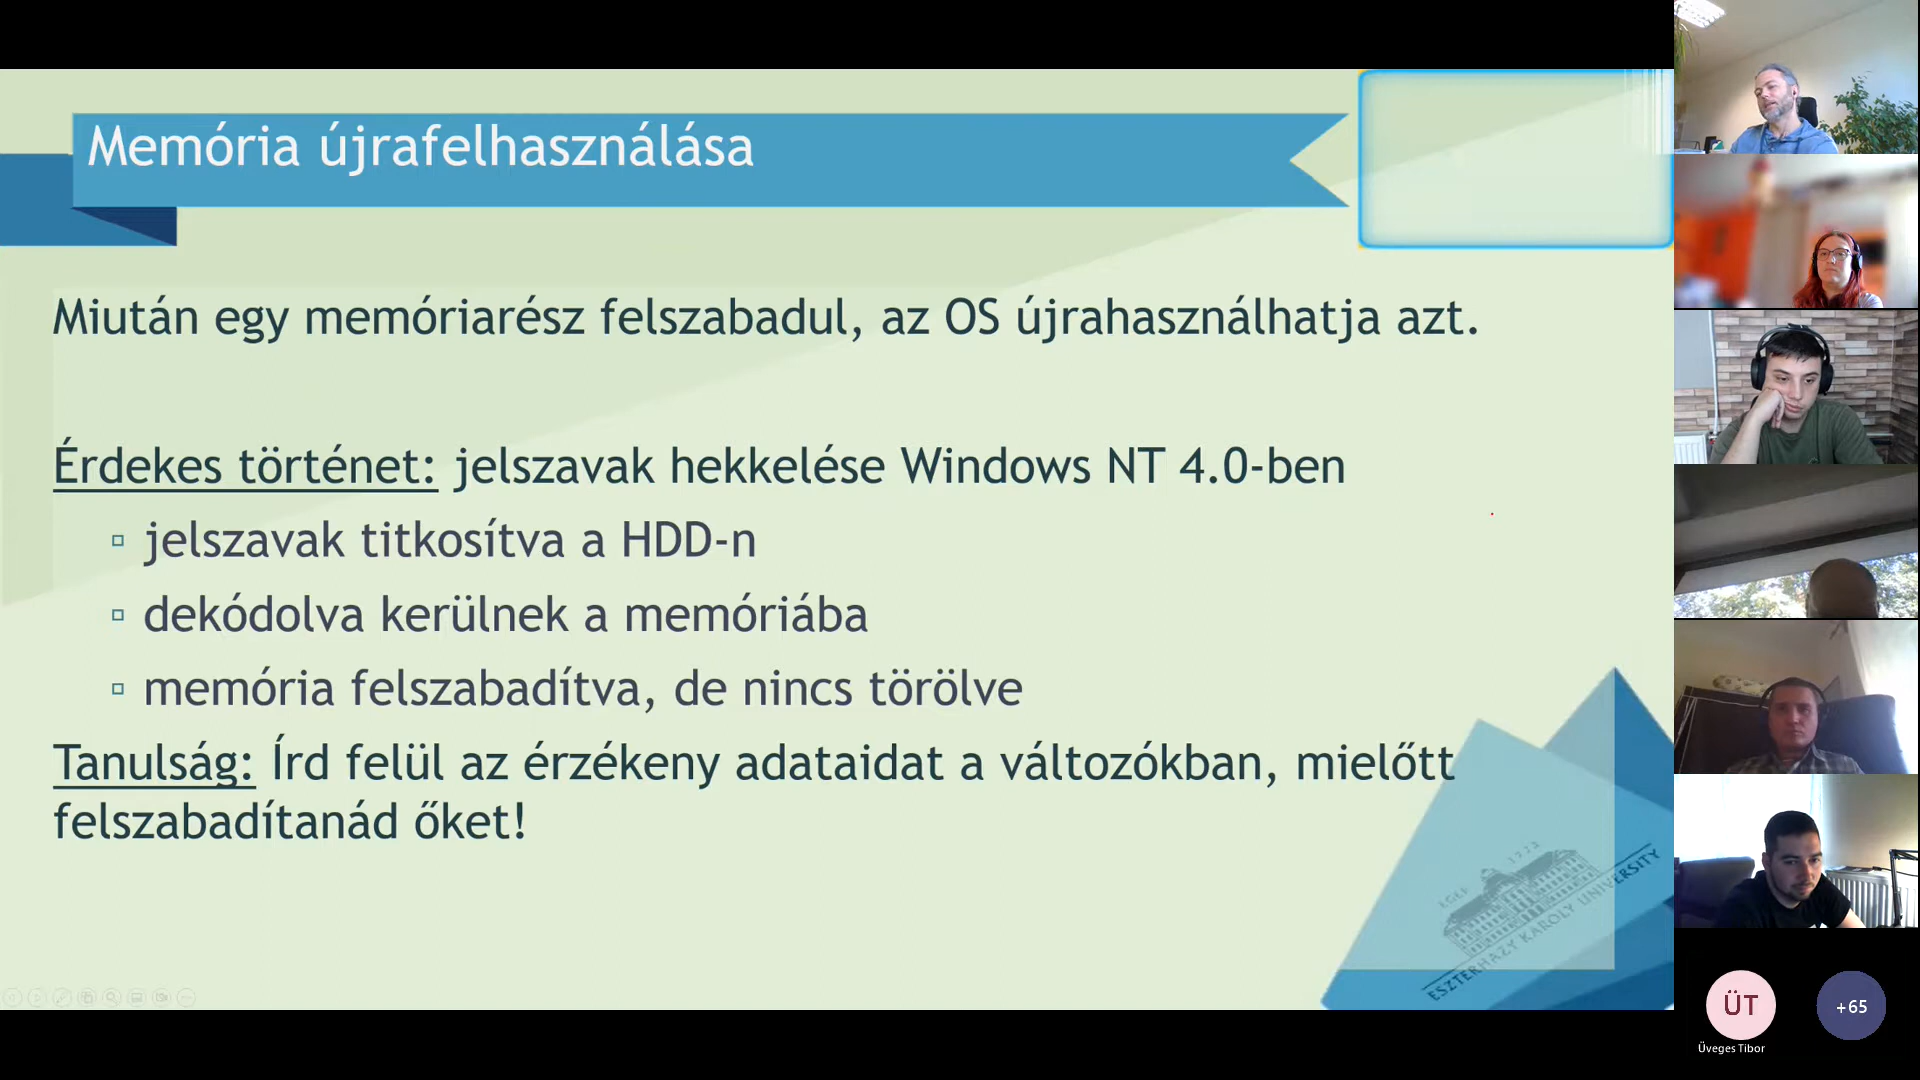 Memória újrafelhasználása
Miután egy memóriarész felszabadul, az OS újrahasználhatja azt.
Érdekes történet: jelszavak hekkelése Windows NT 4.0-ben
jelszavak titkosítva a HDD-n
dekódolva kerülnek a memóriába
memória felszabadítva, de nincs törölve
Tanulság: Írd felül az érzékeny adataidat a változókban, mielőtt
felszabadítanád őket!
EGER 1774
ESZTERHÁZY KÁROLY UNIVERSITY
ÜT
+65
Üveges Tibor